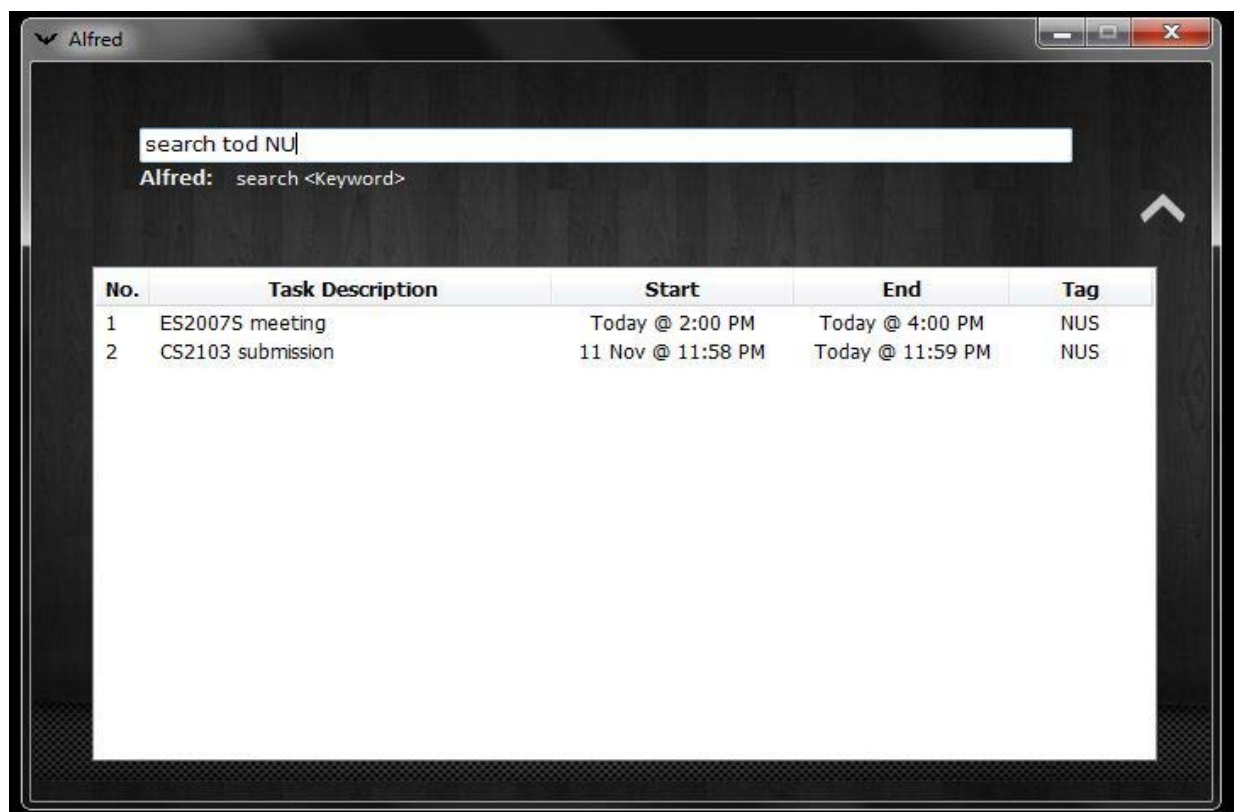 Alfred
search tod NU
Alfred: search <Keyword>
No. Task Description Start End Tag
1 ES2007S meeting Today @ 2:00 PM Today @ 4:00 PM NUS
2 CS2103 submission 11 Nov @ 11:58 PM Today @ 11:59 PM NUS